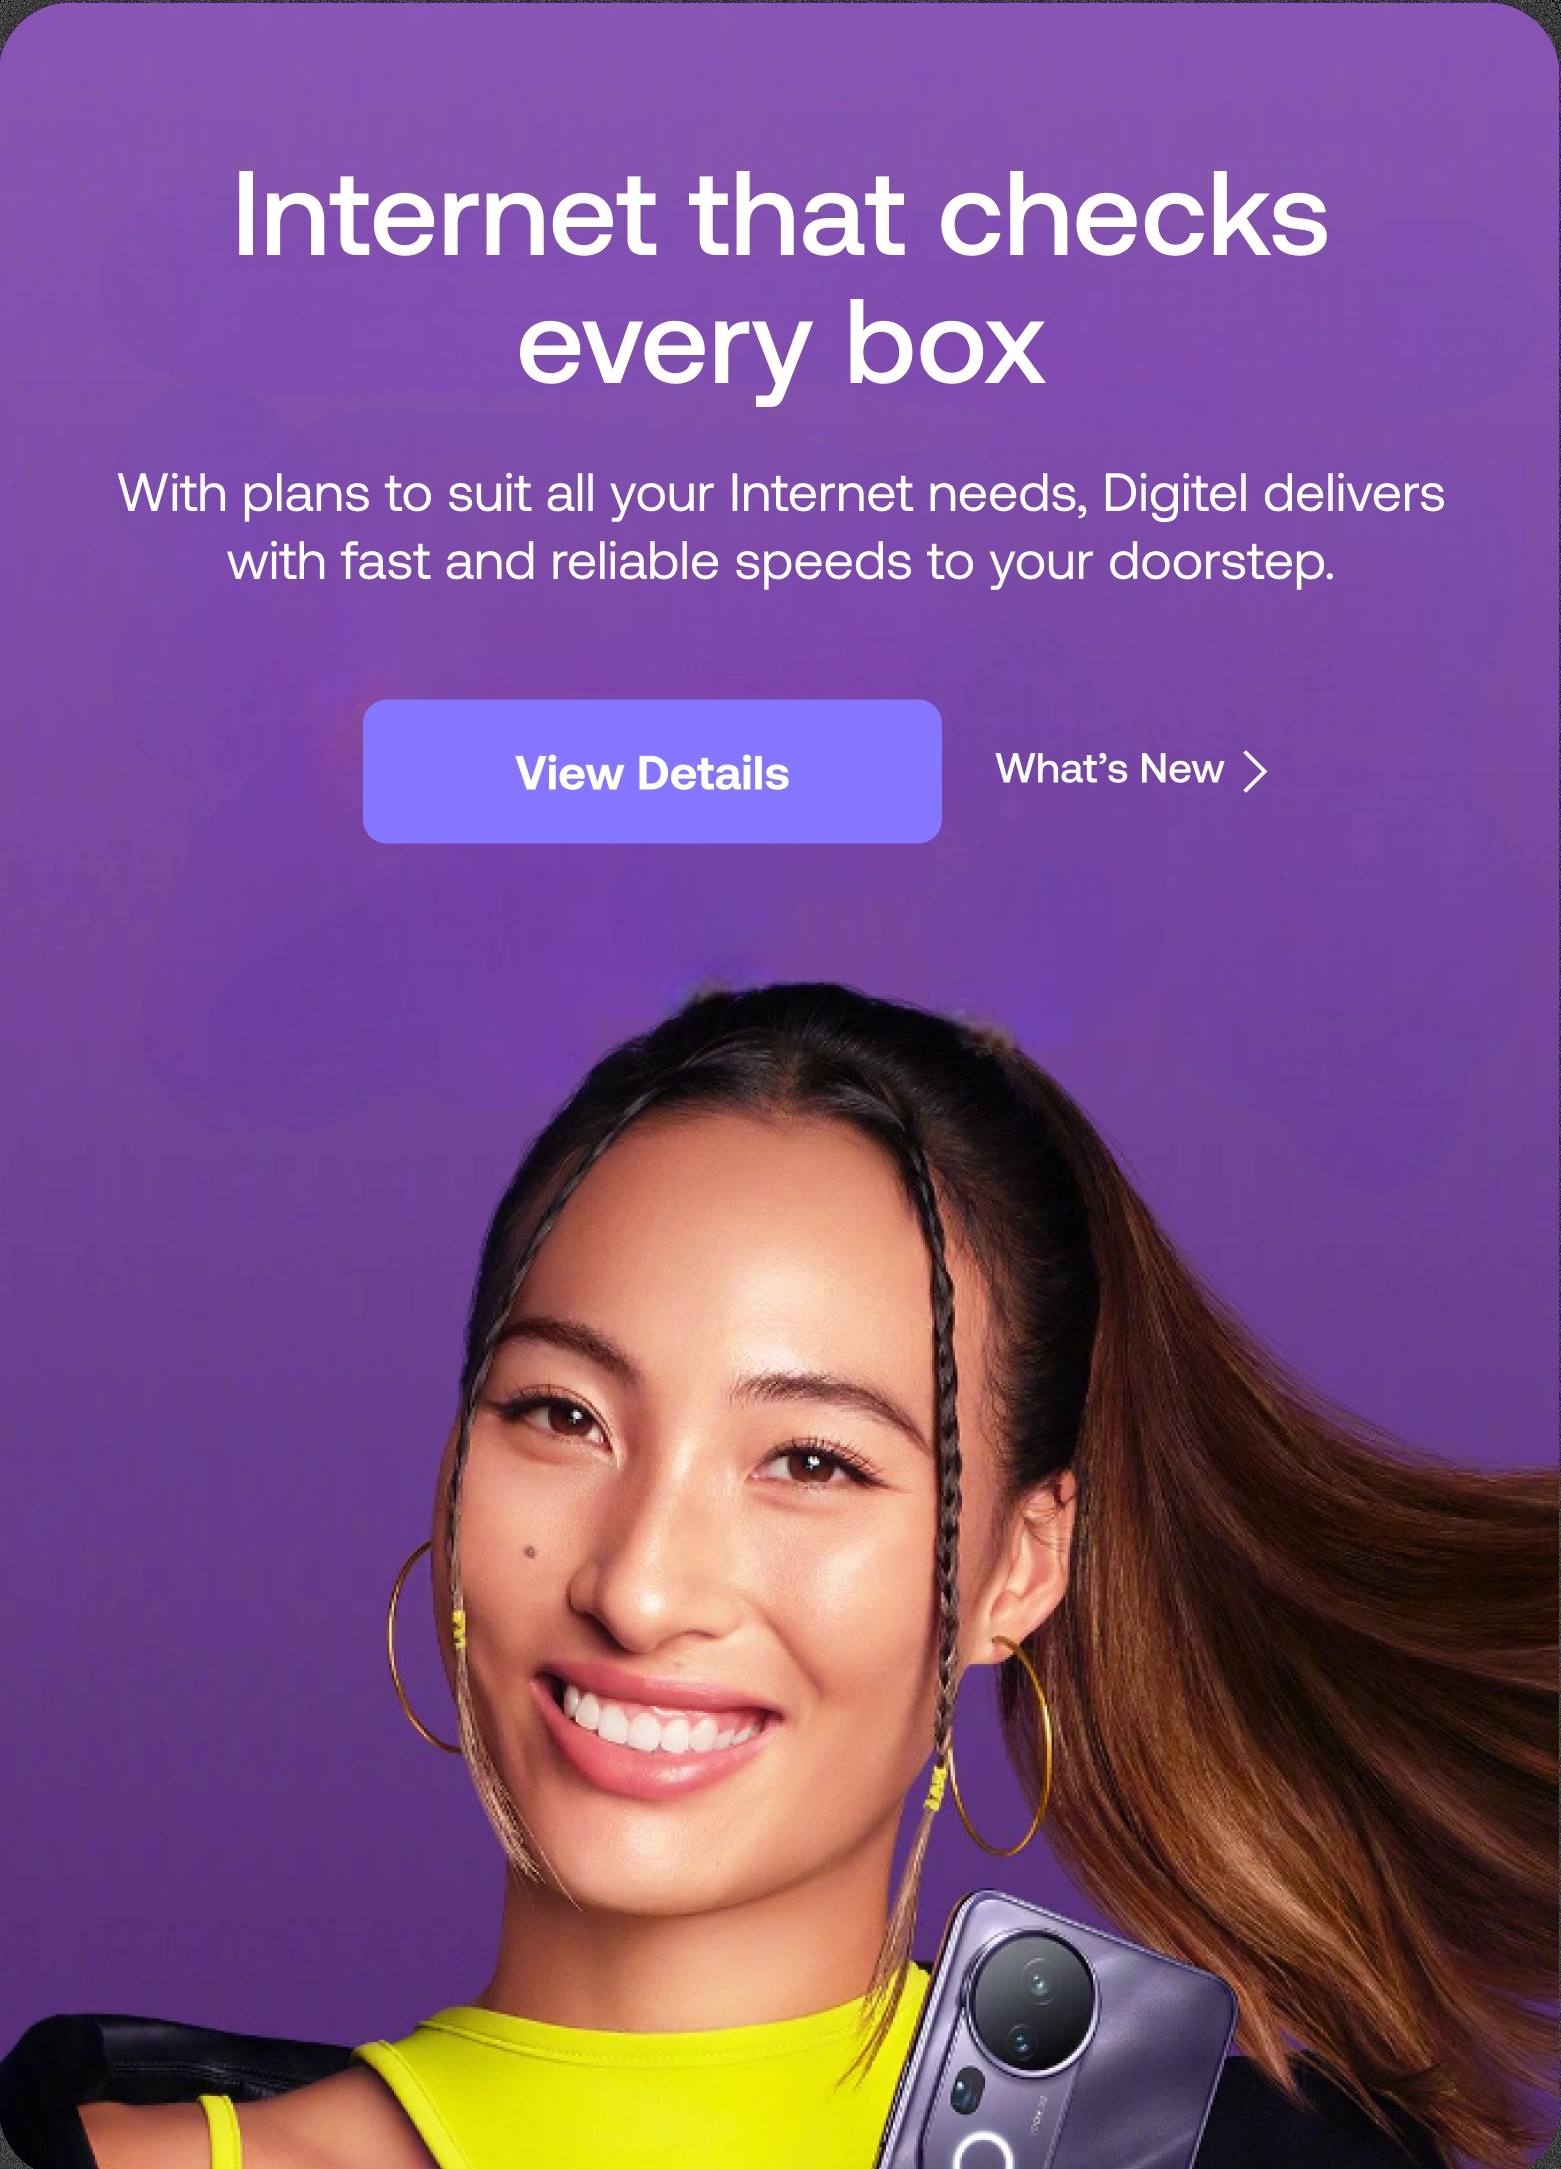 Internet that checks
every box
With plans to suit all your Internet needs, Digitel delivers
with fast and reliable speeds to your doorstep.
View Details
What’s New